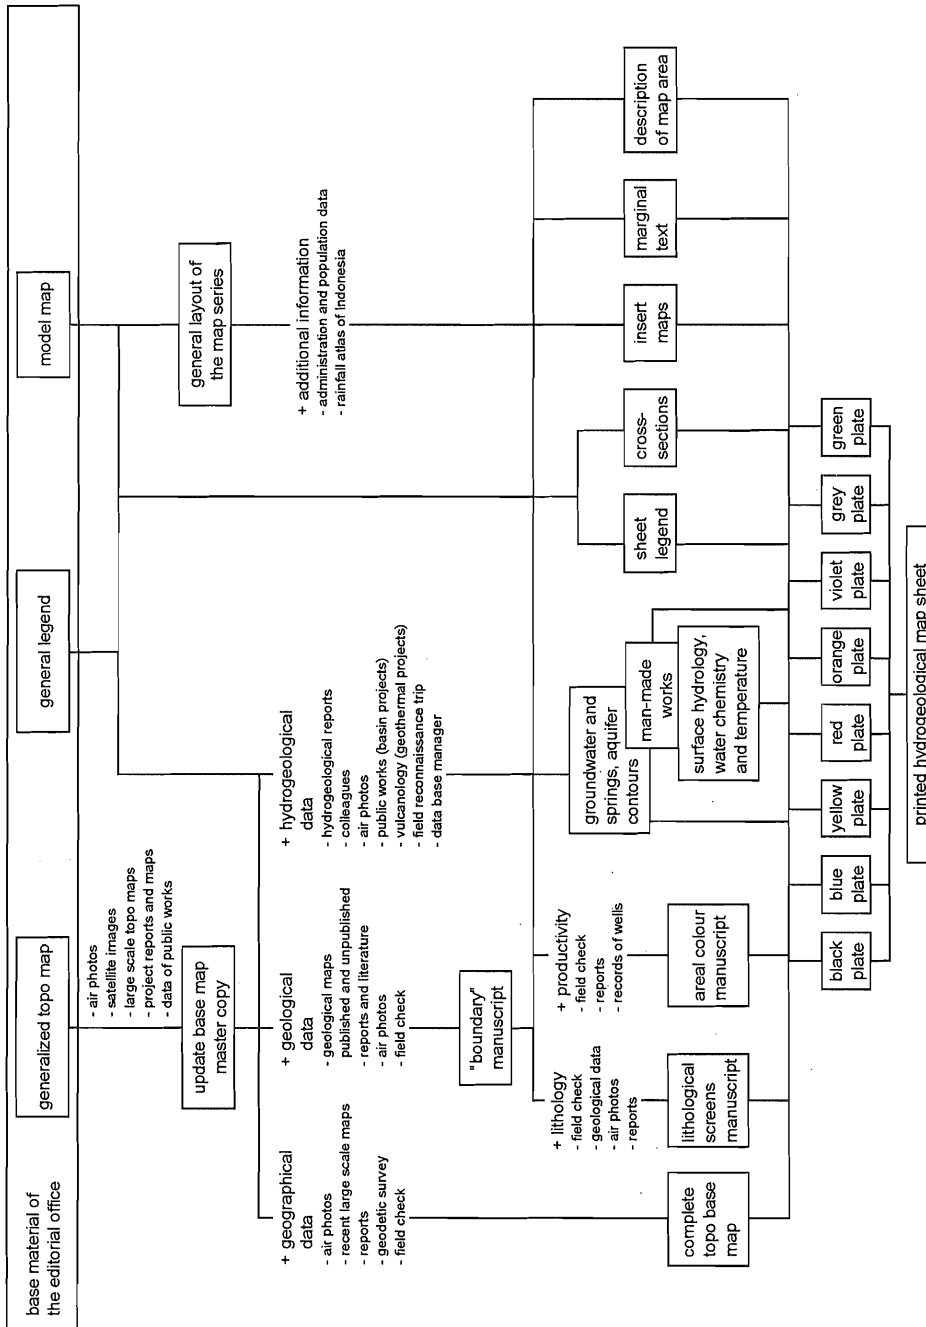 base material of
the editorial office
generalized topo map
general legend
model map
- air photos
- satellite images
- large scale topo maps
- project reports and maps
- data of public works
update base map
master copy
general layout of
the map series
+ geographical
data
- air photos
- recent large scale maps
- reports
- geodetic survey
- field check
+ geological
data
- geological maps
published and unpublished
- reports and literature
- air photos
- field check
+ hydrogeological
data
- hydrogeological reports
- colleagues
- air photos
- public works (basin projects)
- vulcanology (geothermal projects)
- field reconnaissance trip
- data base manager
+ additional information
- administration and population data
- rainfall atlas of Indonesia
"boundary"
manuscript
+ lithology
- field check
- geological data
- air photos
- reports
+ productivity
- field check
- reports
- records of wells
complete
topo base
map
lithological
screens
manuscript
areal colour
manuscript
groundwater and
springs, aquifer
contours
man-made
works
surface hydrology,
water chemistry
and temperature
sheet
legend
cross-
sections
insert
maps
marginal
text
description
of map area
black
plate
blue
plate
yellow
plate
red
plate
orange
plate
violet
plate
grey
plate
green
plate
printed hydrogeological map sheet